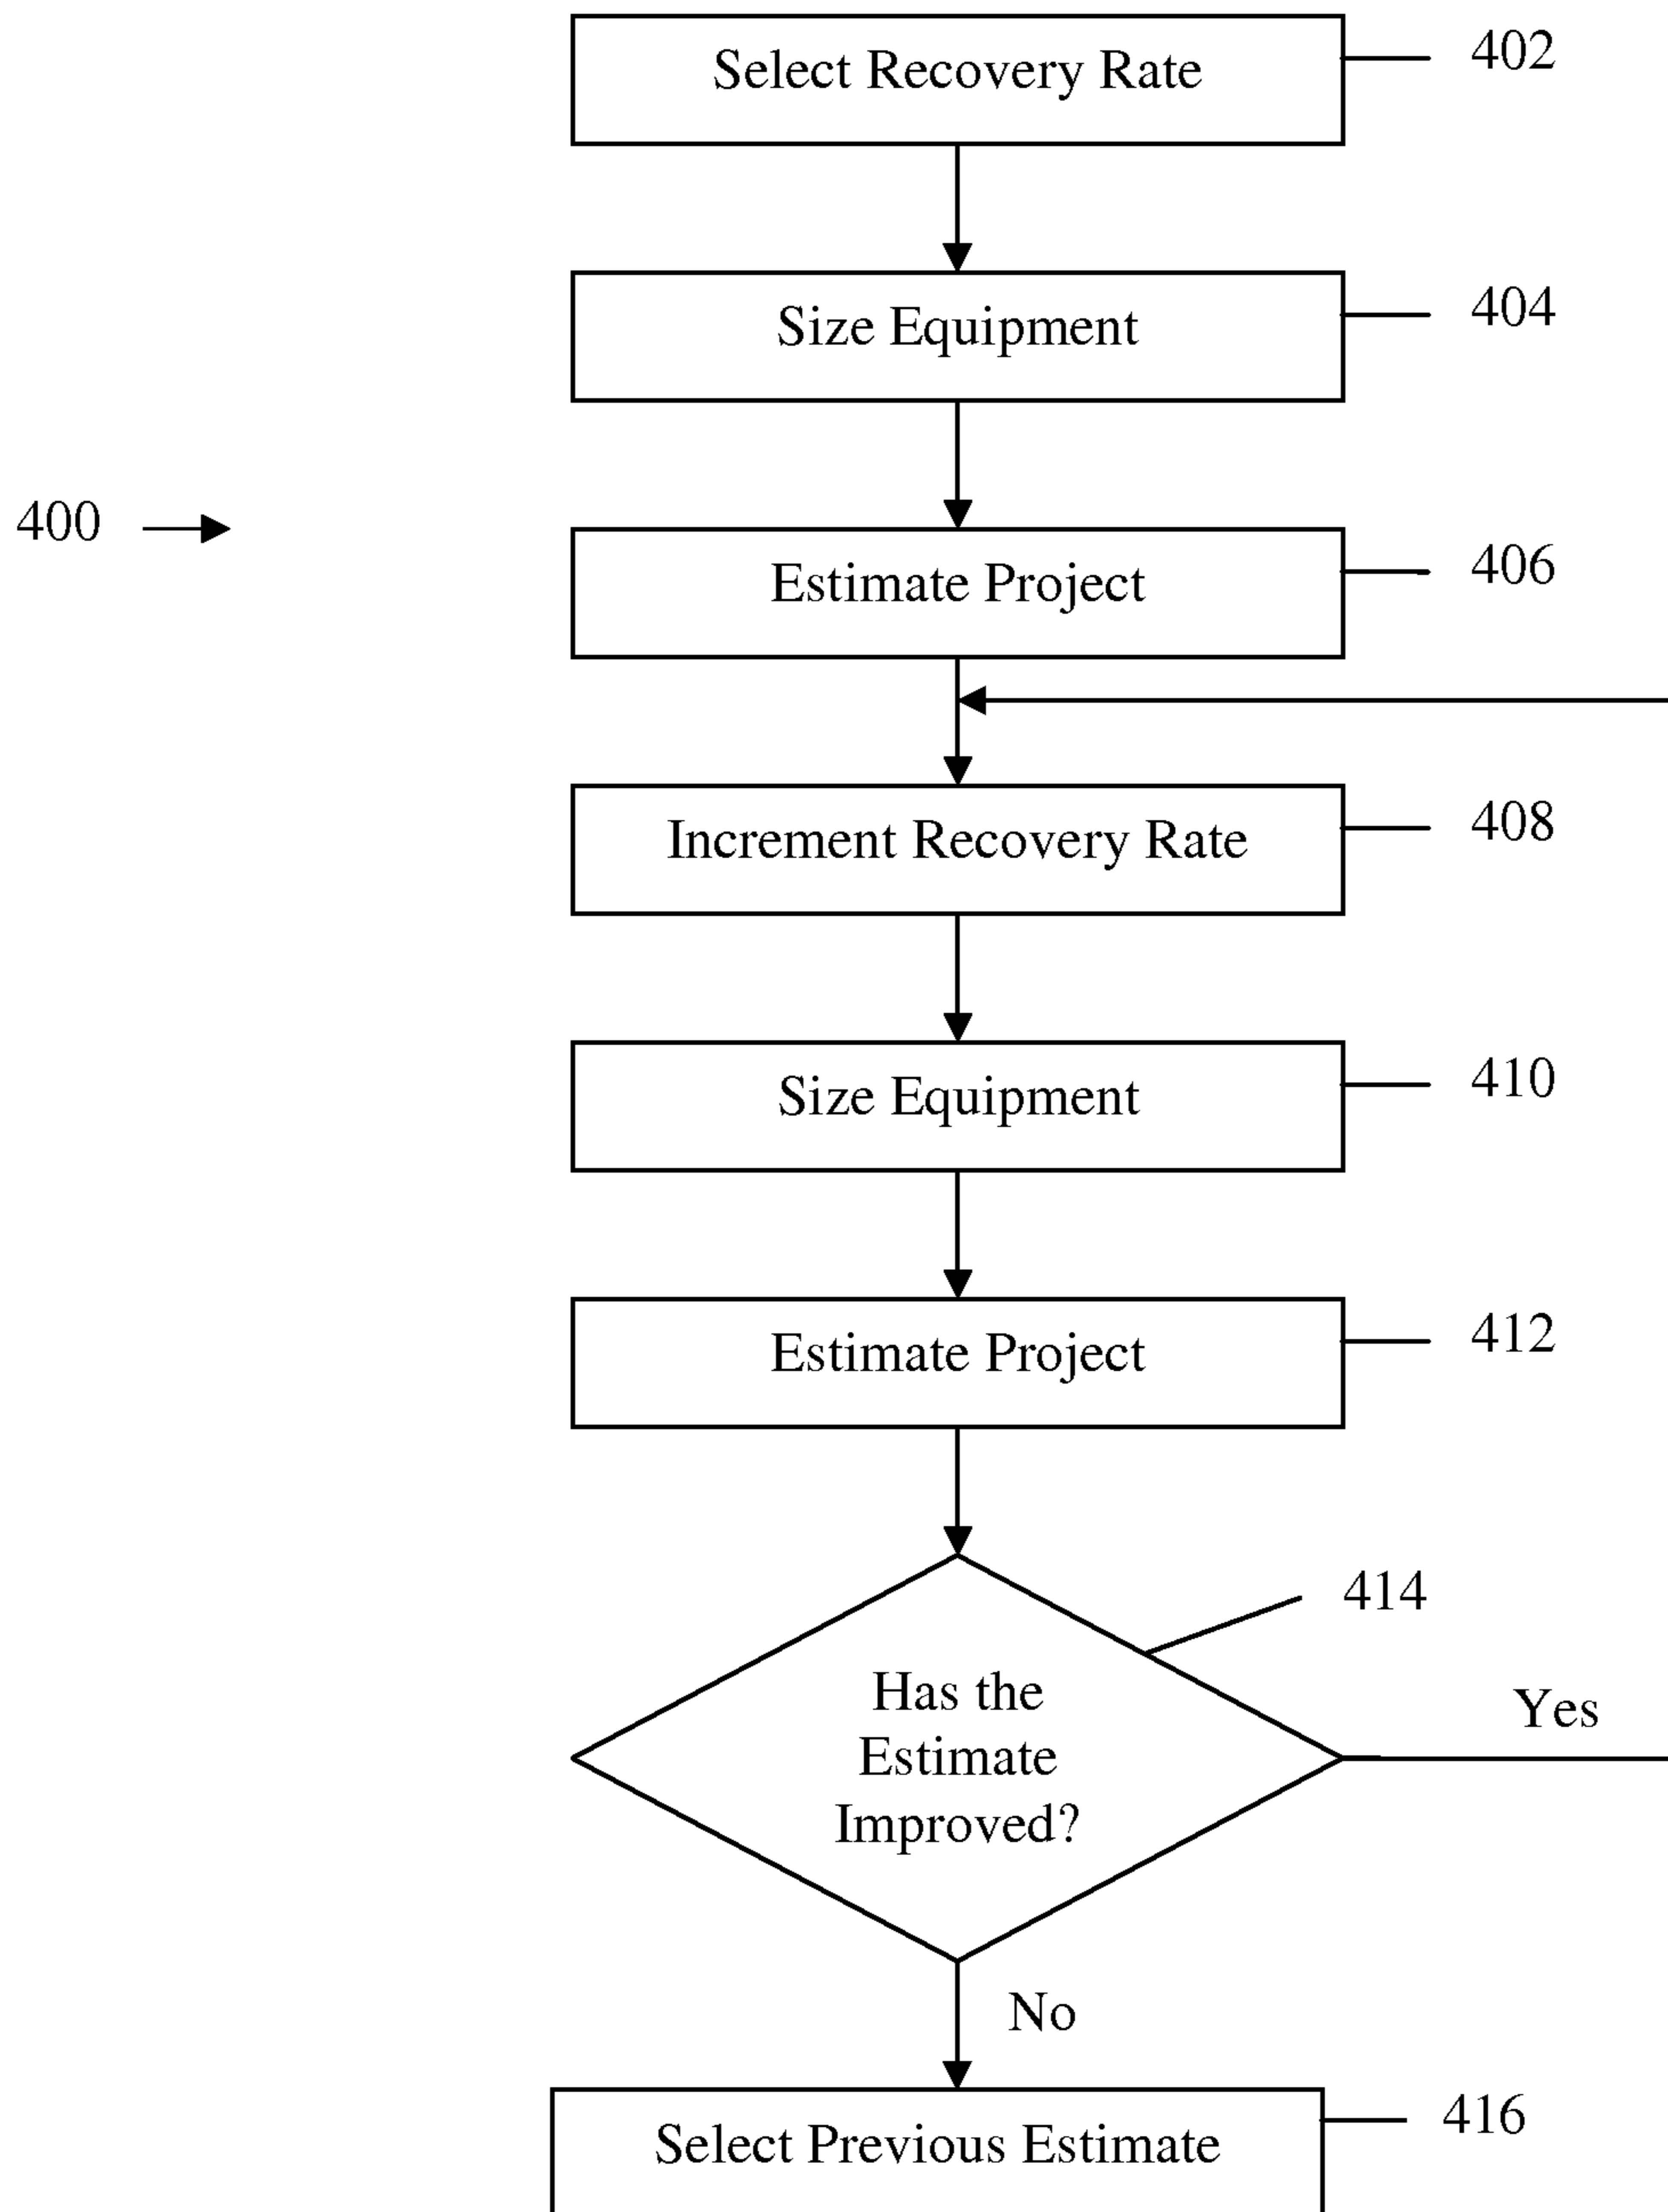 Select Recovery Rate
402
Size Equipment
404
400
Estimate Project
406
Increment Recovery Rate
408
Size Equipment
410
Estimate Project
412
414
Has the
Estimate
Improved?
Yes
No
Select Previous Estimate
416